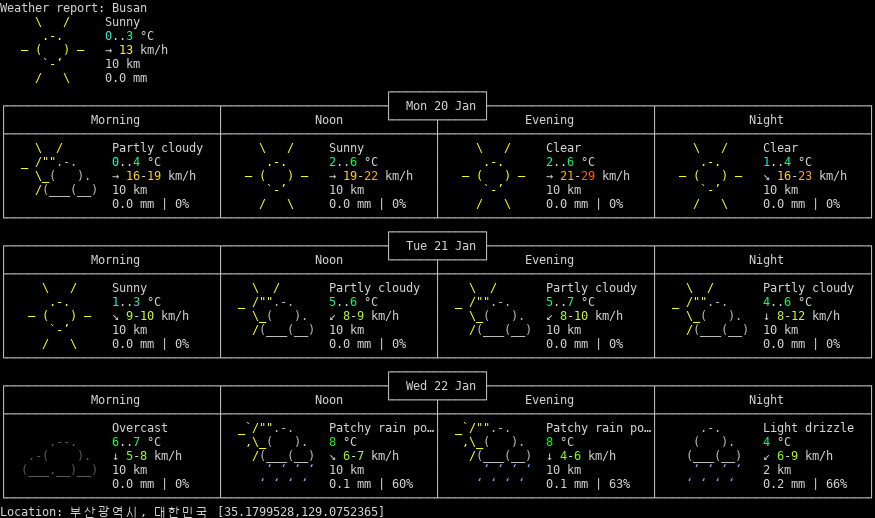 Weather report: Busan
Sunny
0..3 °C
→ 13 km/h
10 km
0.0 mm
Mon 20 Jan
Morning Noon Evening Night
Partly cloudy Sunny Clear Clear
0..4 °C 2..6 °C 2..6 °C 1..4 °C
→ 16-19 km/h → 19-22 km/h → 21-29 km/h ↘ 16-23 km/h
10 km 10 km 10 km 10 km
0.0 mm | 0% 0.0 mm | 0% 0.0 mm | 0% 0.0 mm | 0%
Tue 21 Jan
Morning Noon Evening Night
Sunny Partly cloudy Partly cloudy Partly cloudy
1..3 °C 5..6 °C 5..7 °C 4..6 °C
↘ 9-10 km/h ↙ 8-9 km/h ↙ 8-10 km/h ↓ 8-12 km/h
10 km 10 km 10 km 10 km
0.0 mm | 0% 0.0 mm | 0% 0.0 mm | 0% 0.0 mm | 0%
Wed 22 Jan
Morning Noon Evening Night
Overcast Patchy rain po… Patchy rain po… Light drizzle
6..7 °C 8 °C 8 °C 4 °C
↓ 5-8 km/h ↘ 6-7 km/h ↓ 4-6 km/h ↙ 6-9 km/h
10 km 10 km 10 km 2 km
0.0 mm | 0% 0.1 mm | 60% 0.1 mm | 63% 0.2 mm | 66%
Location: 부산광역시, 대한민국 [35.1799528,129.0752365]